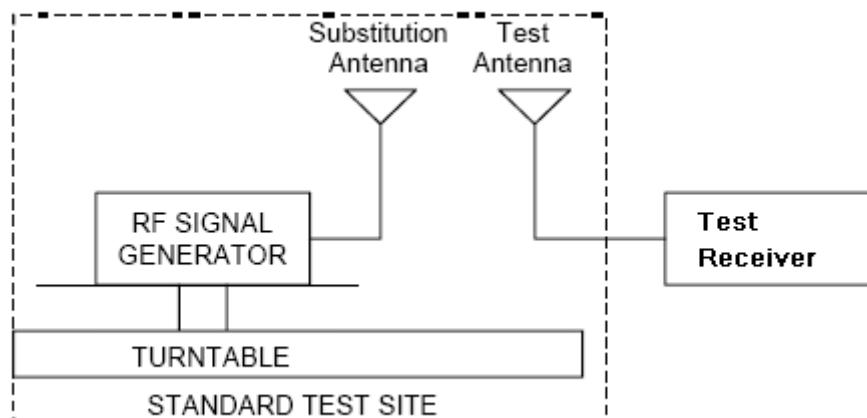 Substitution
Antenna
Test
Antenna
RF SIGNAL
GENERATOR
Test
Receiver
TURNTABLE
STANDARD TEST SITE